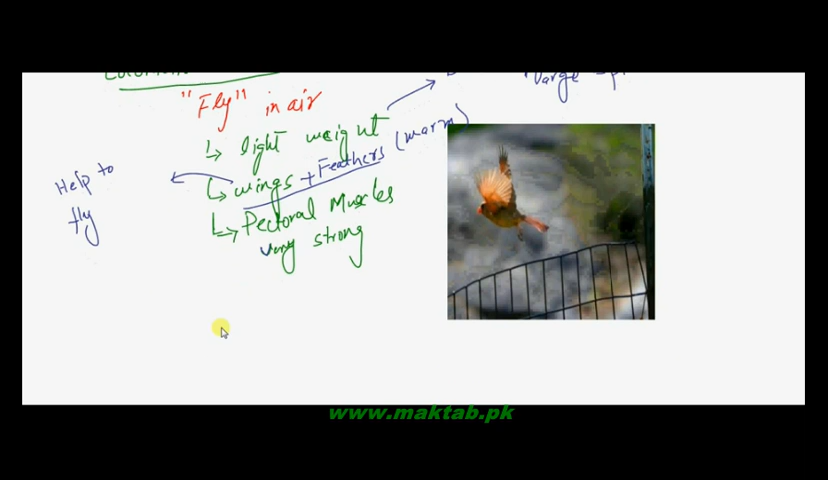 "Fly" in air
light weight
Help to
fly
wings + Feathers (warm)
Pectoral Muscles
very strong
www.maktab.pk